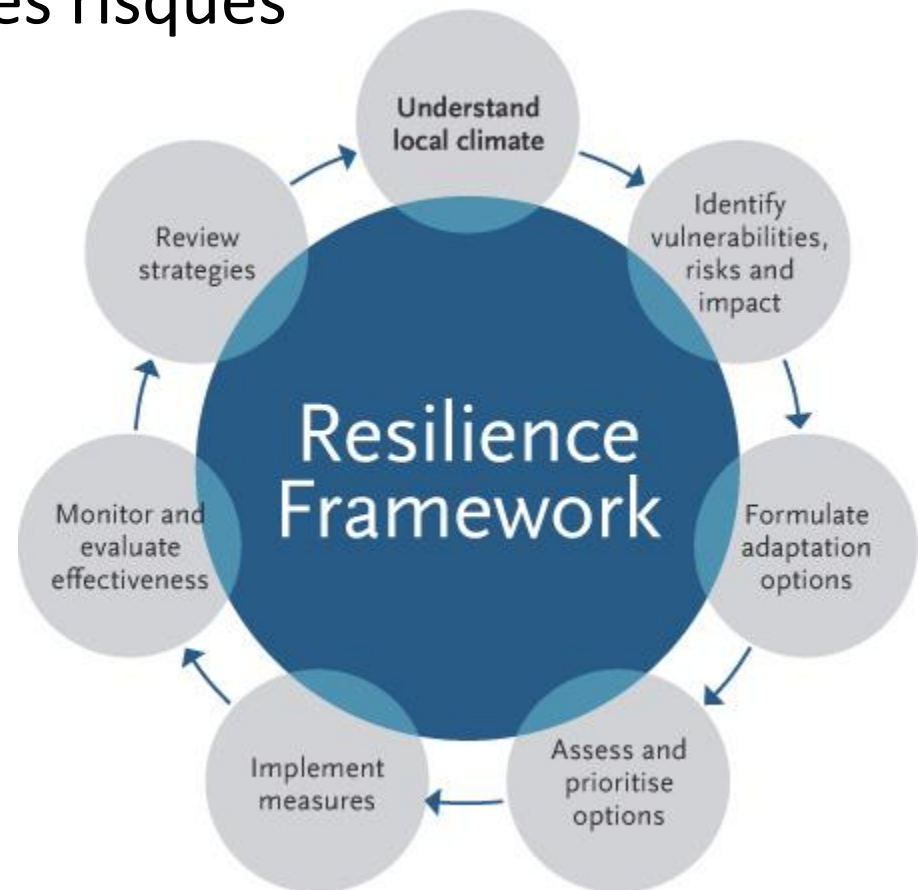 es risques
Understand
local climate
Identify
vulnerabilities,
risks and
impact
Formulate
adaptation
options
Assess and
prioritise
options
Implement
measures
Monitor and
evaluate
effectiveness
Review
strategies
Resilience
Framework